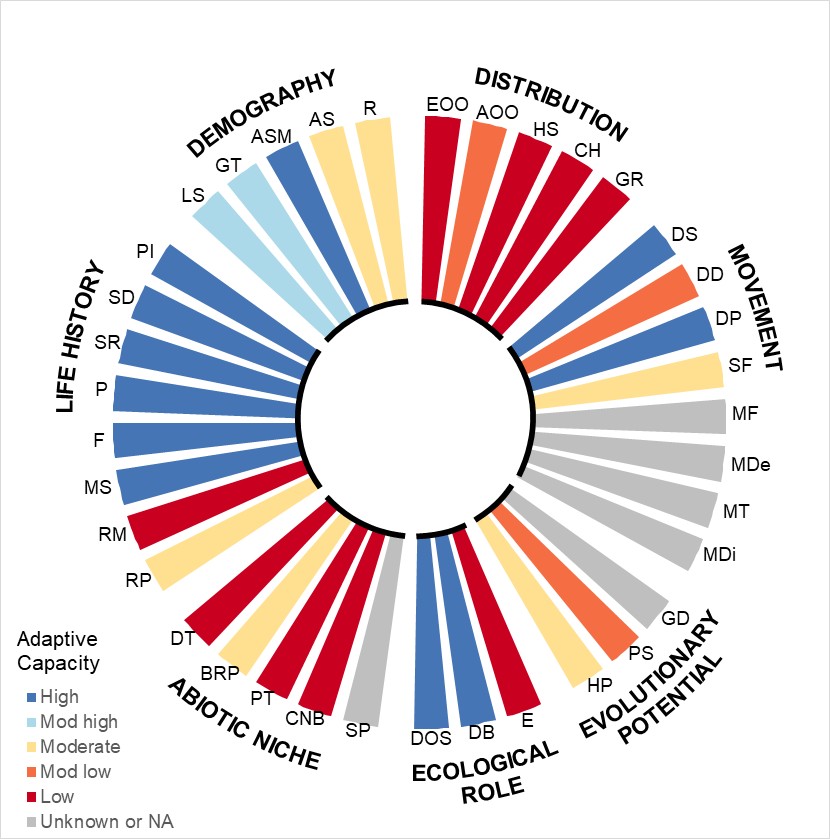 DISTRIBUTION
EOO
AOO
HS
CH
GR
MOVEMENT
DS
DD
DP
SF
MF
MDe
MT
MDi
EVOLUTIONARY
POTENTIAL
GD
PS
HP
ECOLOGICAL
ROLE
E
DB
DOS
ABIOTIC NICHE
SP
CNB
PT
BRP
DT
LIFE HISTORY
RP
RM
MS
F
P
SR
SD
PI
DEMOGRAPHY
LS
GT
ASM
AS
R
Adaptive
Capacity
High
Mod high
Moderate
Mod low
Low
Unknown or NA